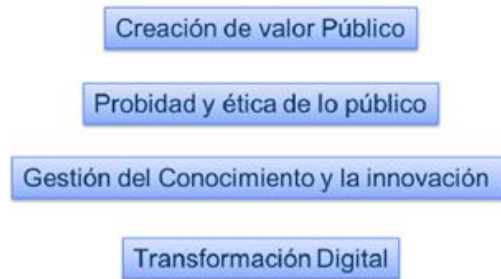 Creación de valor Público
Probidad y ética de lo público
Gestión del Conocimiento y la innovación
Transformación Digital